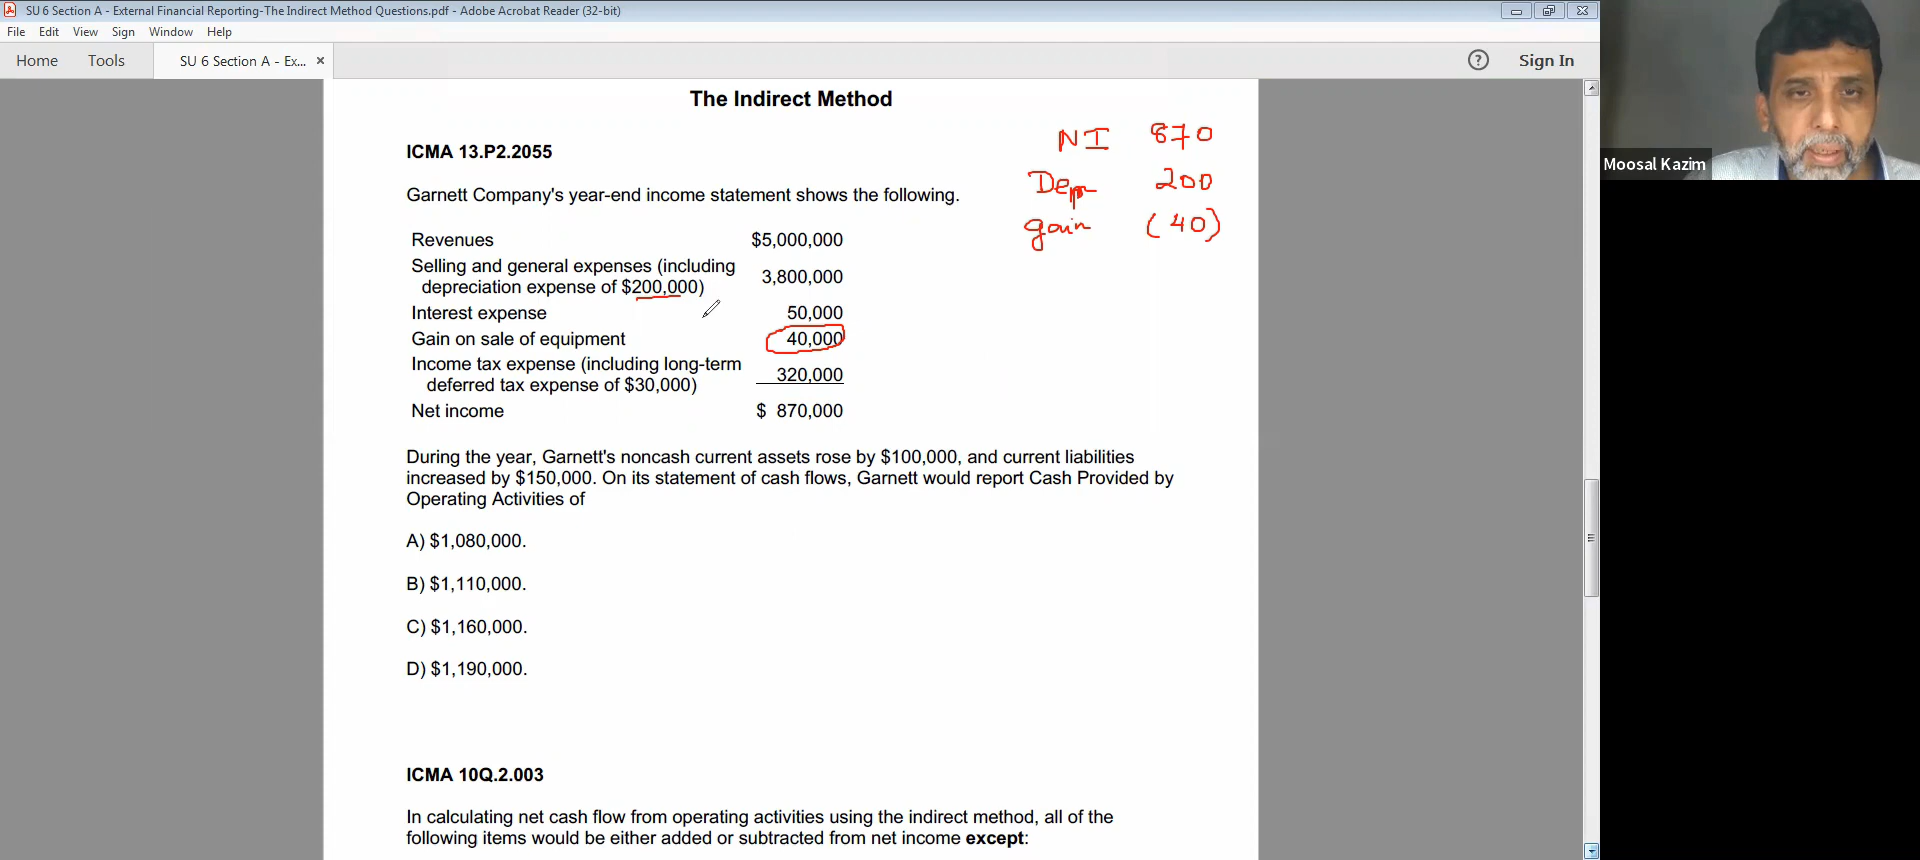 SU 6 Section A - External Financial Reporting-The Indirect Method Questions.pdf - Adobe Acrobat Reader (32-bit)
File Edit View Sign Window Help
Home Tools SU 6 Section A - Ex... × ? Sign In
The Indirect Method
NI 870
ICMA 13.P2.2055
Moosal Kazim
Dep 200
Garnett Company's year-end income statement shows the following.
gain (40)
Revenues $5,000,000
Selling and general expenses (including
depreciation expense of $200,000) 3,800,000
Interest expense 50,000
Gain on sale of equipment 40,000
Income tax expense (including long-term
deferred tax expense of $30,000) 320,000
Net income $ 870,000
During the year, Garnett's noncash current assets rose by $100,000, and current liabilities
increased by $150,000. On its statement of cash flows, Garnett would report Cash Provided by
Operating Activities of
A) $1,080,000.
B) $1,110,000.
C) $1,160,000.
D) $1,190,000.
ICMA 10Q.2.003
In calculating net cash flow from operating activities using the indirect method, all of the
following items would be either added or subtracted from net income except: